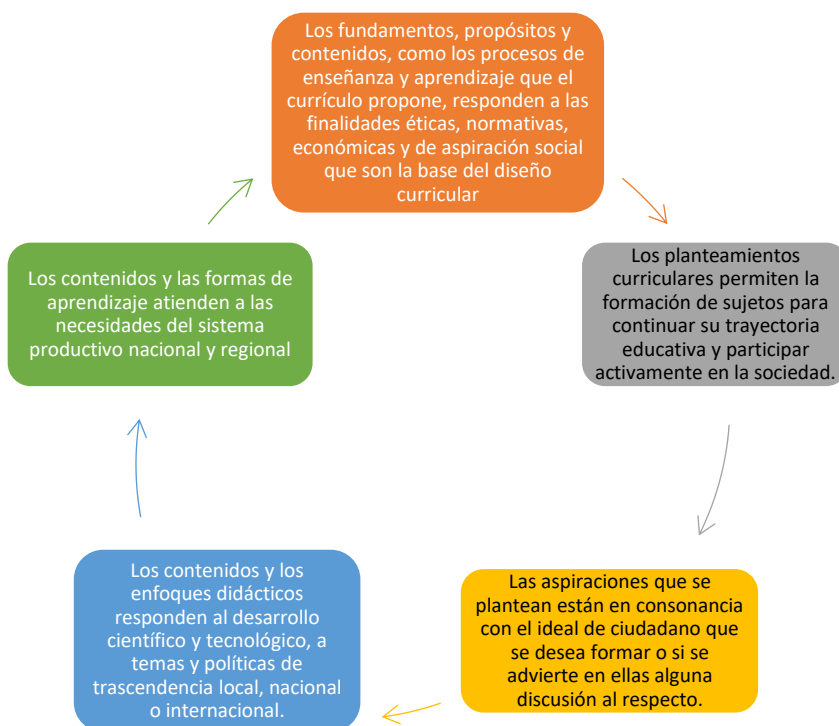 Los fundamentos, propósitos y
contenidos, como los procesos de
enseñanza y aprendizaje que el
currículo propone, responden a las
finalidades éticas, normativas,
económicas y de aspiración social
que son la base del diseño
curricular
Los planteamientos
curriculares permiten la
formación de sujetos para
continuar su trayectoria
educativa y participar
activamente en la sociedad.
Las aspiraciones que se
plantean están en consonancia
con el ideal de ciudadano que
se desea formar o si se
advierte en ellas alguna
discusión al respecto.
Los contenidos y los
enfoques didácticos
responden al desarrollo
científico y tecnológico, a
temas y políticas de
trascendencia local, nacional
o internacional.
Los contenidos y las formas de
aprendizaje atienden a las
necesidades del sistema
productivo nacional y regional